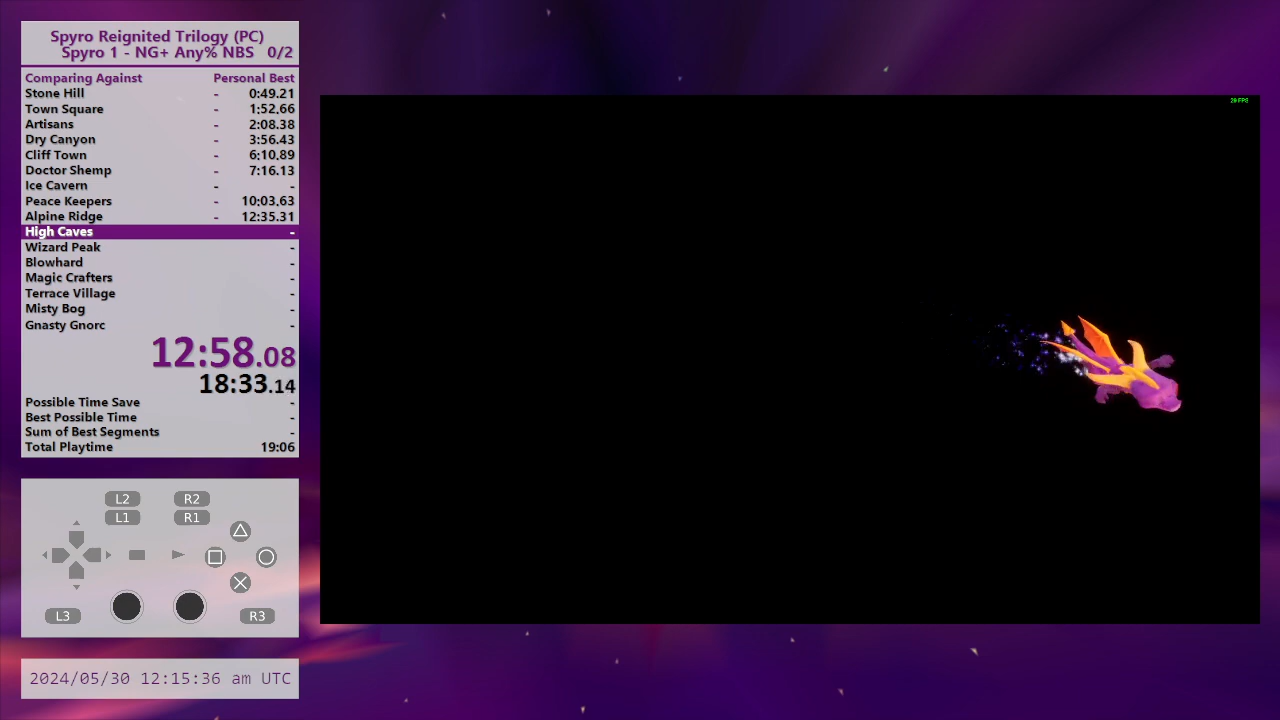 Spyro Reignited Trilogy (PC)
Spyro 1 - NG+ Any% NBS 0/2
Comparing Against Personal Best
Stone Hill - 0:49.21
Town Square - 1:52.66
Artisans - 2:08.38
Dry Canyon - 3:56.43
Cliff Town - 6:10.89
Doctor Shemp - 7:16.13
Ice Cavern - -
Peace Keepers - 10:03.63
Alpine Ridge - 12:35.31
High Caves -
Wizard Peak -
Blowhard -
Magic Crafters -
Terrace Village -
Misty Bog -
Gnasty Gnorc -
12:58.08
18:33.14
Possible Time Save -
Best Possible Time -
Sum of Best Segments -
Total Playtime 19:06
L2 R2
L1 R1
L3 R3
2024/05/30 12:15:36 am UTC
29 FPS